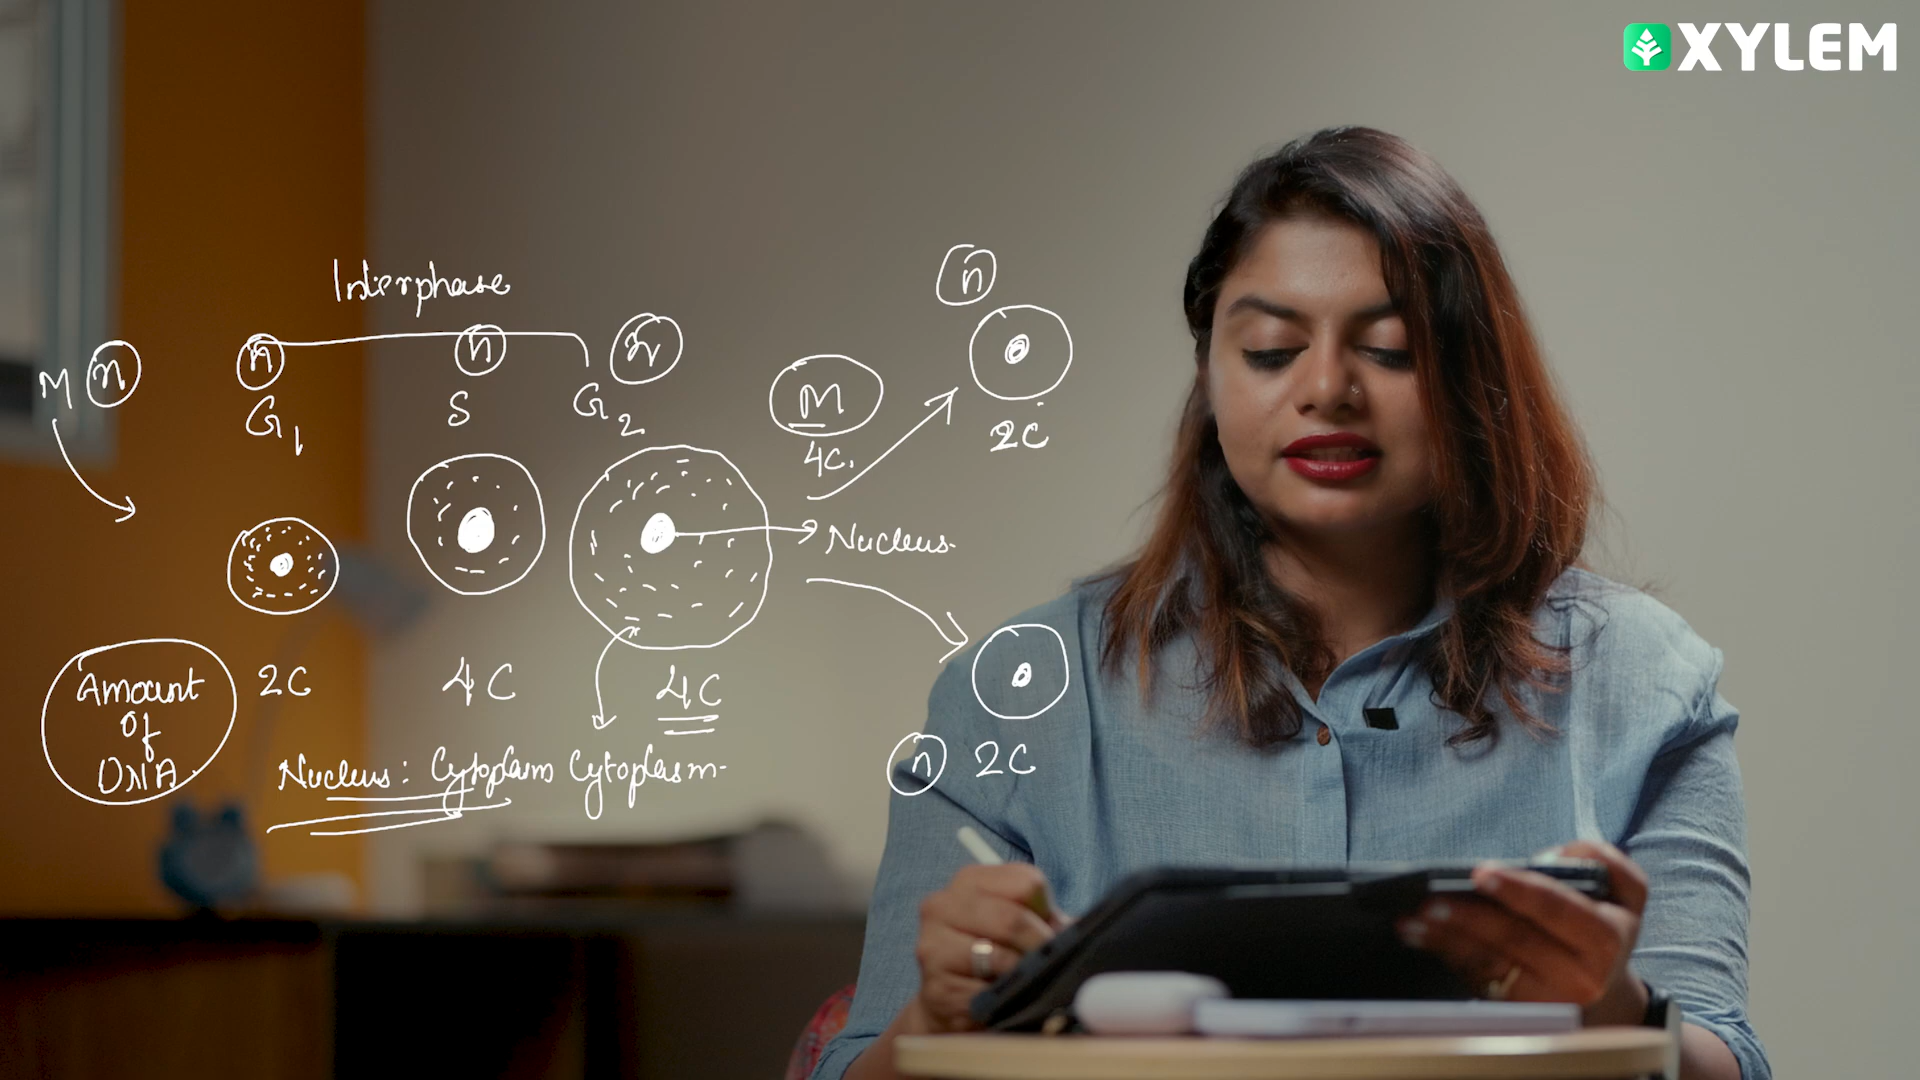 XYLEM
Interphase
M n
n
n
n
n
G1
S
G2
M
4C.
2C
Nucleus
Amount
Of
DNA
2C
4C
4C
Nucleus : Cytoplasm
Cytoplasm
n
2C